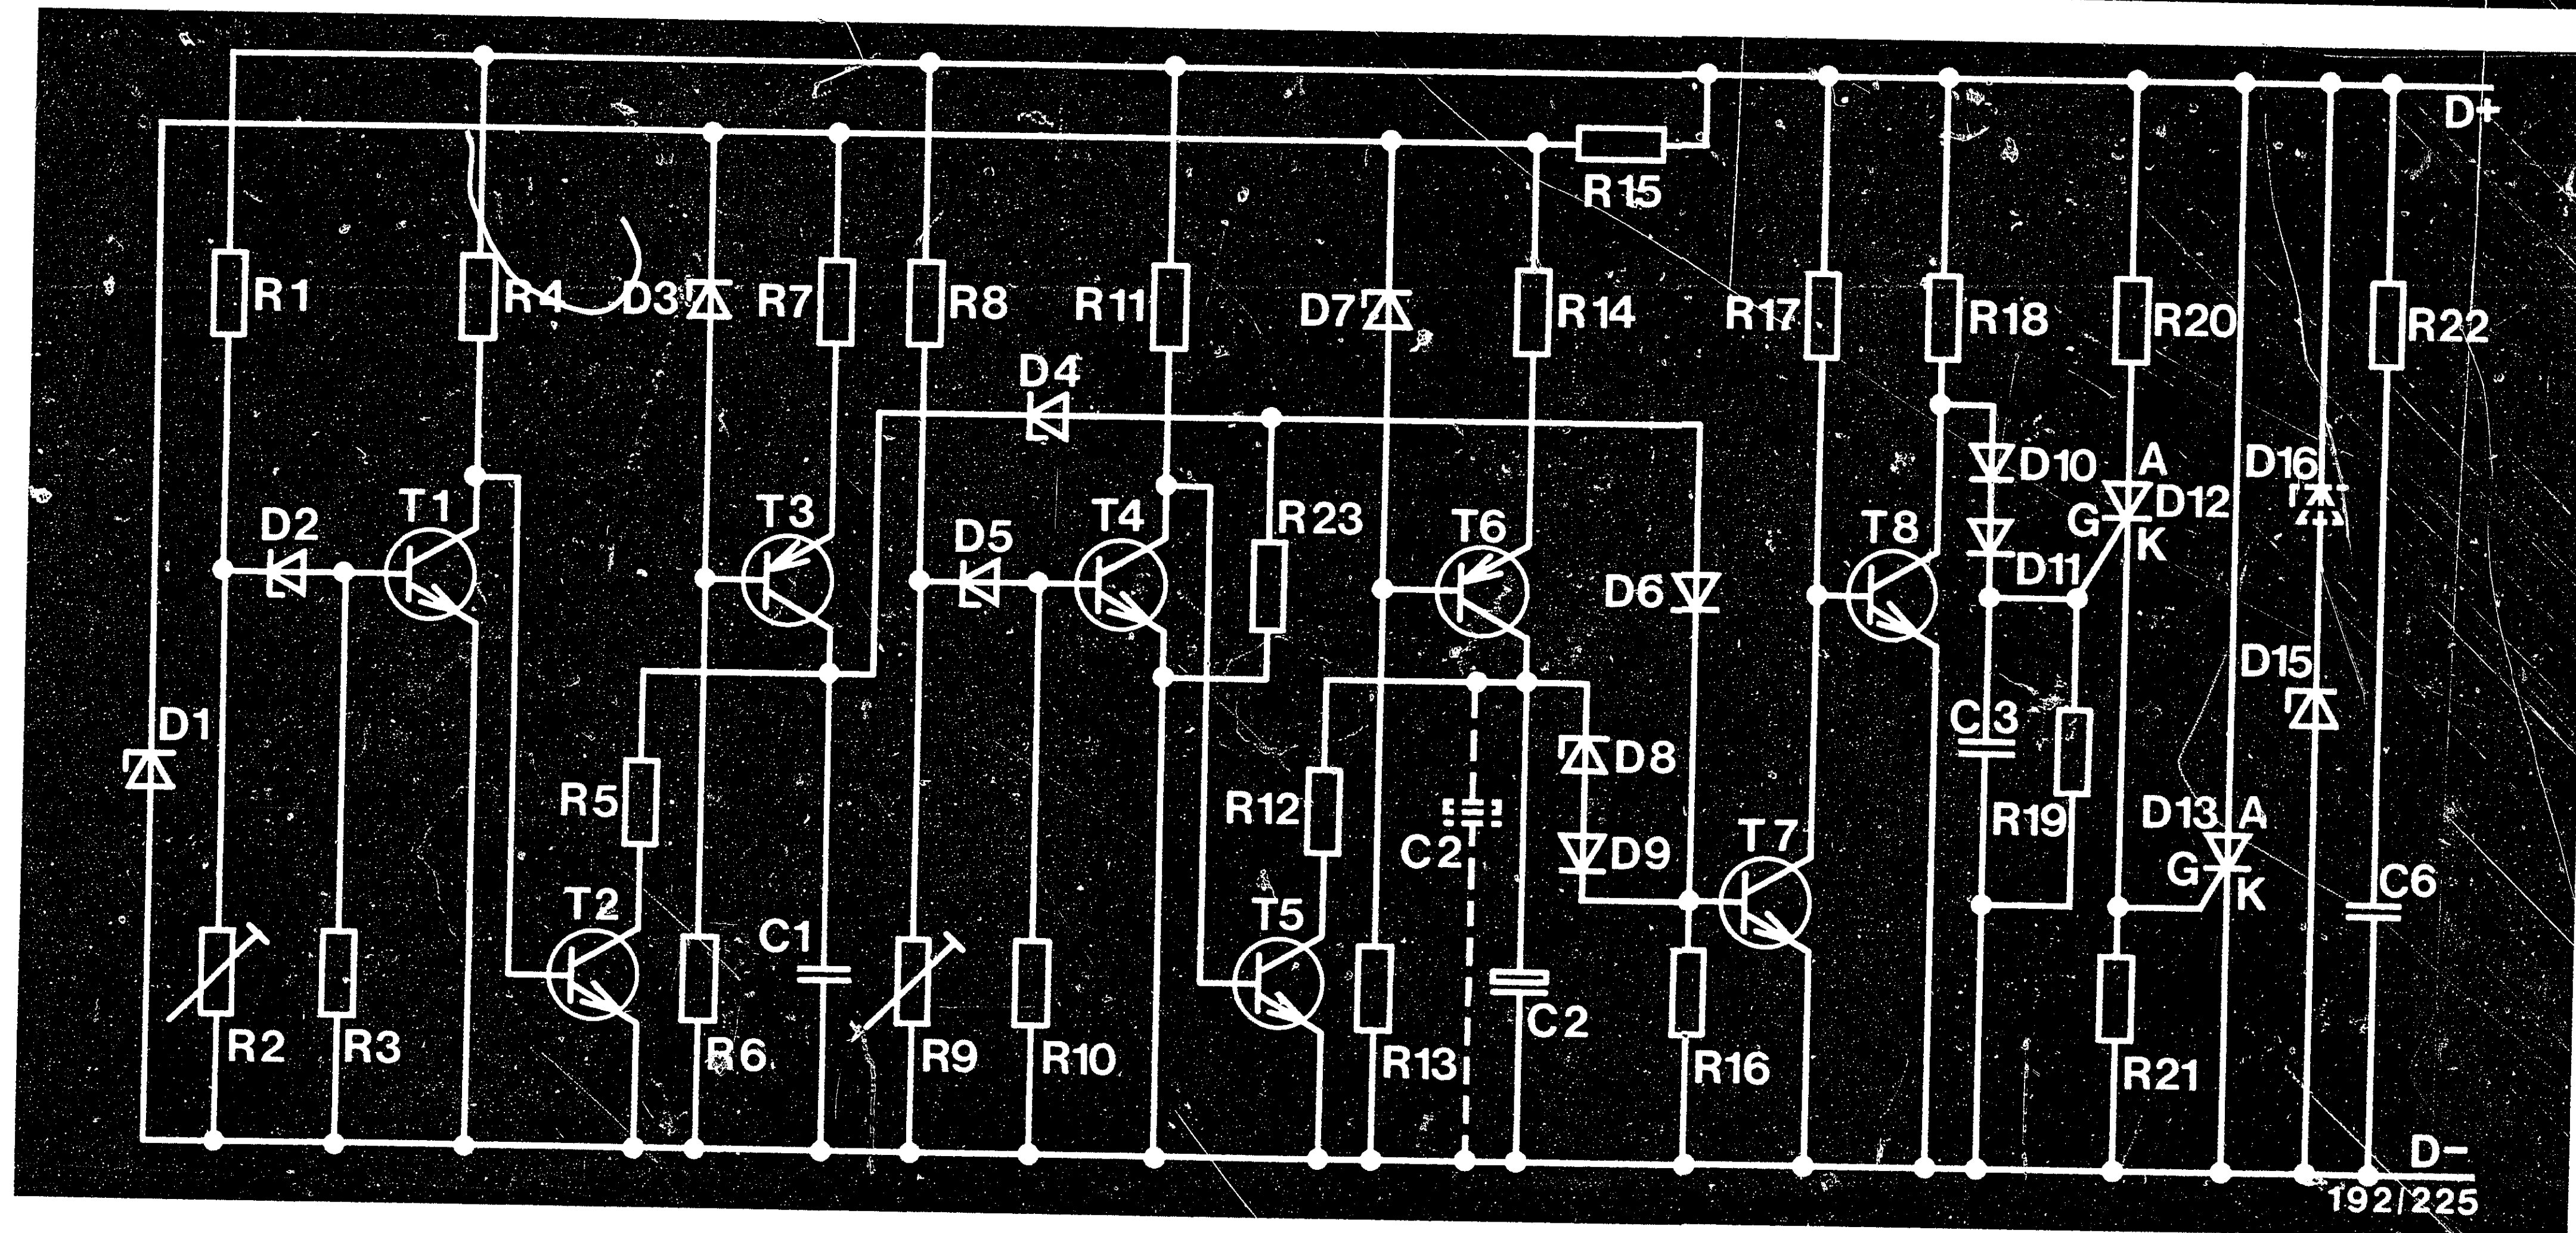 D+
R15
R1
R4
D3
R7
R8
R11
D7
R14
R17
R18
R20
R22
D4
D10
A
D16
D12
G
K
D2
T1
T3
D5
T4
R23
T6
T8
D6
D11
D1
D15
C3
R5
R12
D8
C2
D9
T7
R19
D13
A
G
K
C6
T2
C1
T5
R2
R3
R6
R9
R10
R13
C2
R16
R21
D-
192/225